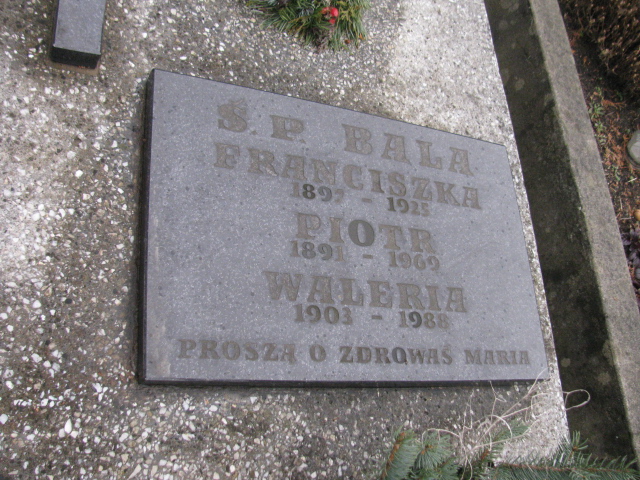 Ś.P. BALA
FRANCISZKA
1897 - 1925
PIOTR
1891 - 1969
WALERIA
1903 - 1988
PROSZĄ O ZDROWAŚ MARIA